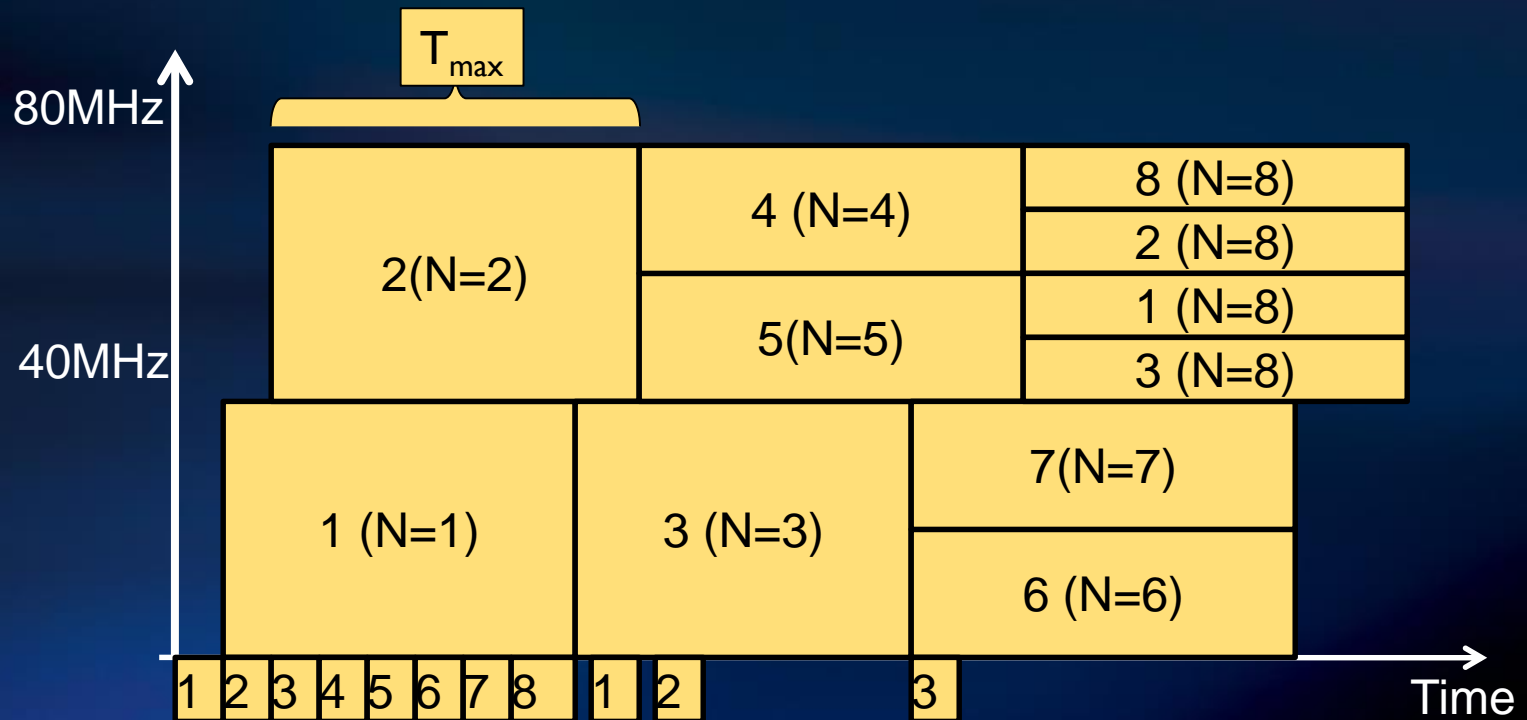 Tmax
80MHz
2(N=2)
4 (N=4)
8 (N=8)
2 (N=8)
5(N=5)
1 (N=8)
3 (N=8)
40MHz
1 (N=1)
3 (N=3)
7(N=7)
6 (N=6)
1 2 3 4 5 6 7 8 1 2 3
Time